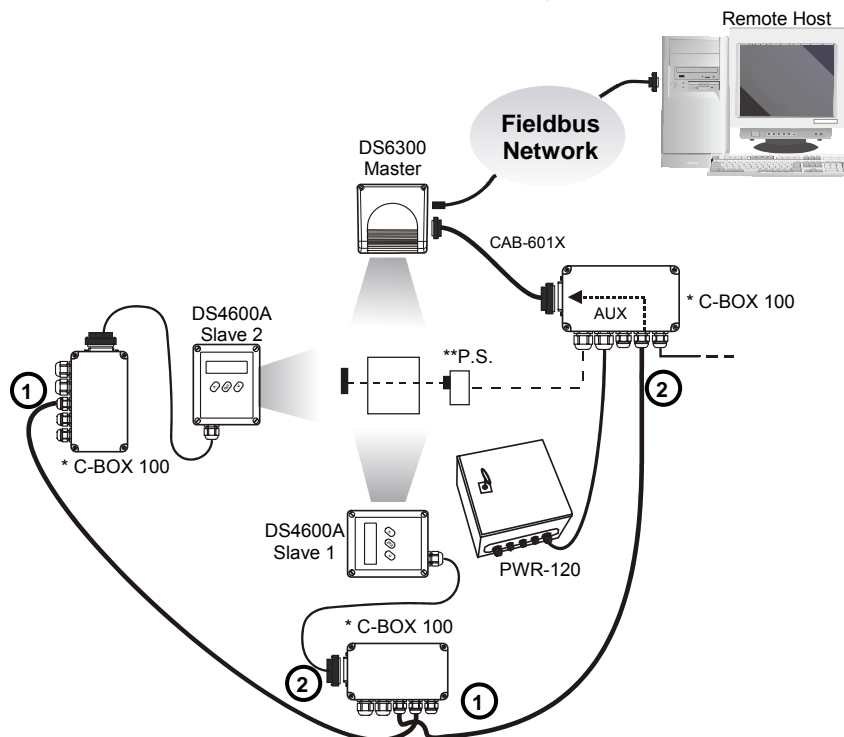 Remote Host
Fieldbus
Network
DS6300
Master
CAB-601X
* C-BOX 100
AUX
DS4600A
Slave 2
**P.S.
1
2
* C-BOX 100
DS4600A
Slave 1
PWR-120
* C-BOX 100
2
1